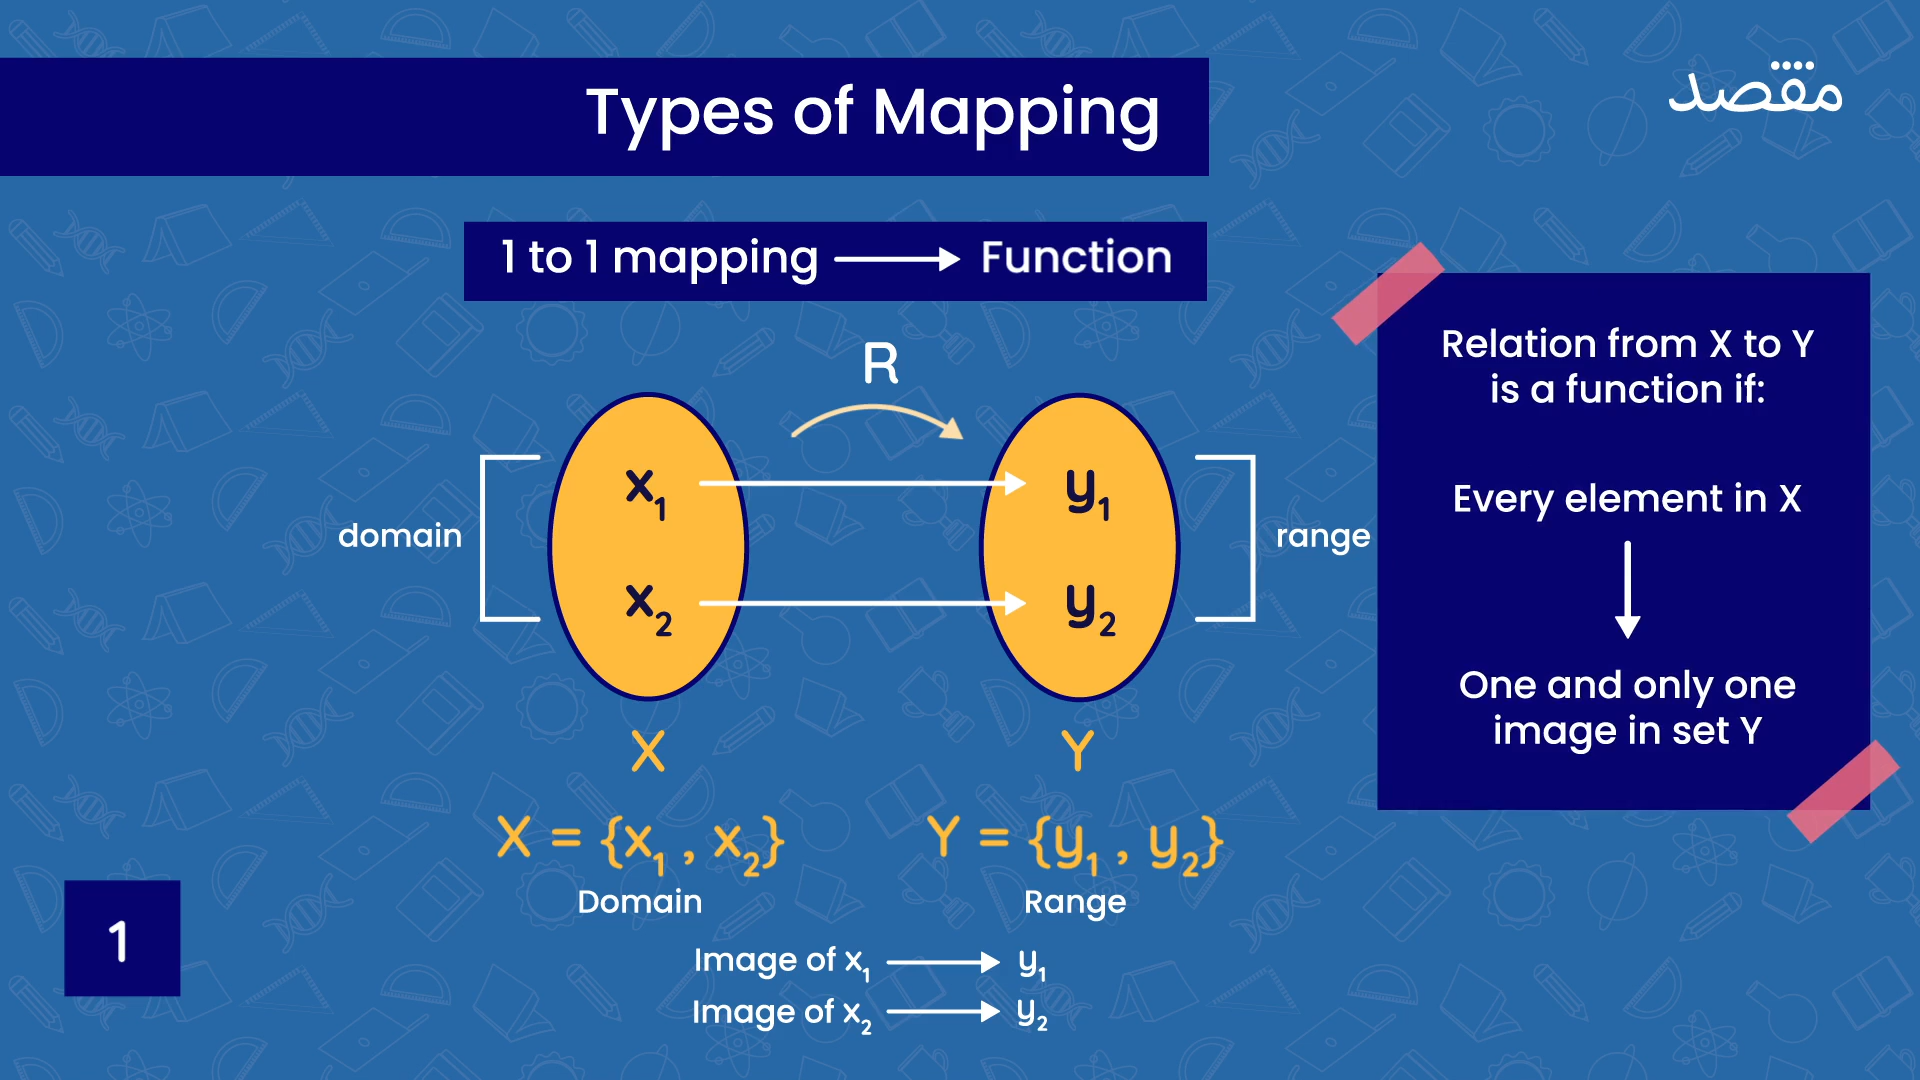 Types of Mapping
مقصد
1 to 1 mapping → Function
R
domain
x₁ → y₁
x₂ → y₂
range
X
Y
X = {x₁ , x₂}
Domain
Y = {y₁ , y₂}
Range
Image of x₁ → y₁
Image of x₂ → y₂
Relation from X to Y
is a function if:
Every element in X
↓
One and only one
image in set Y
1